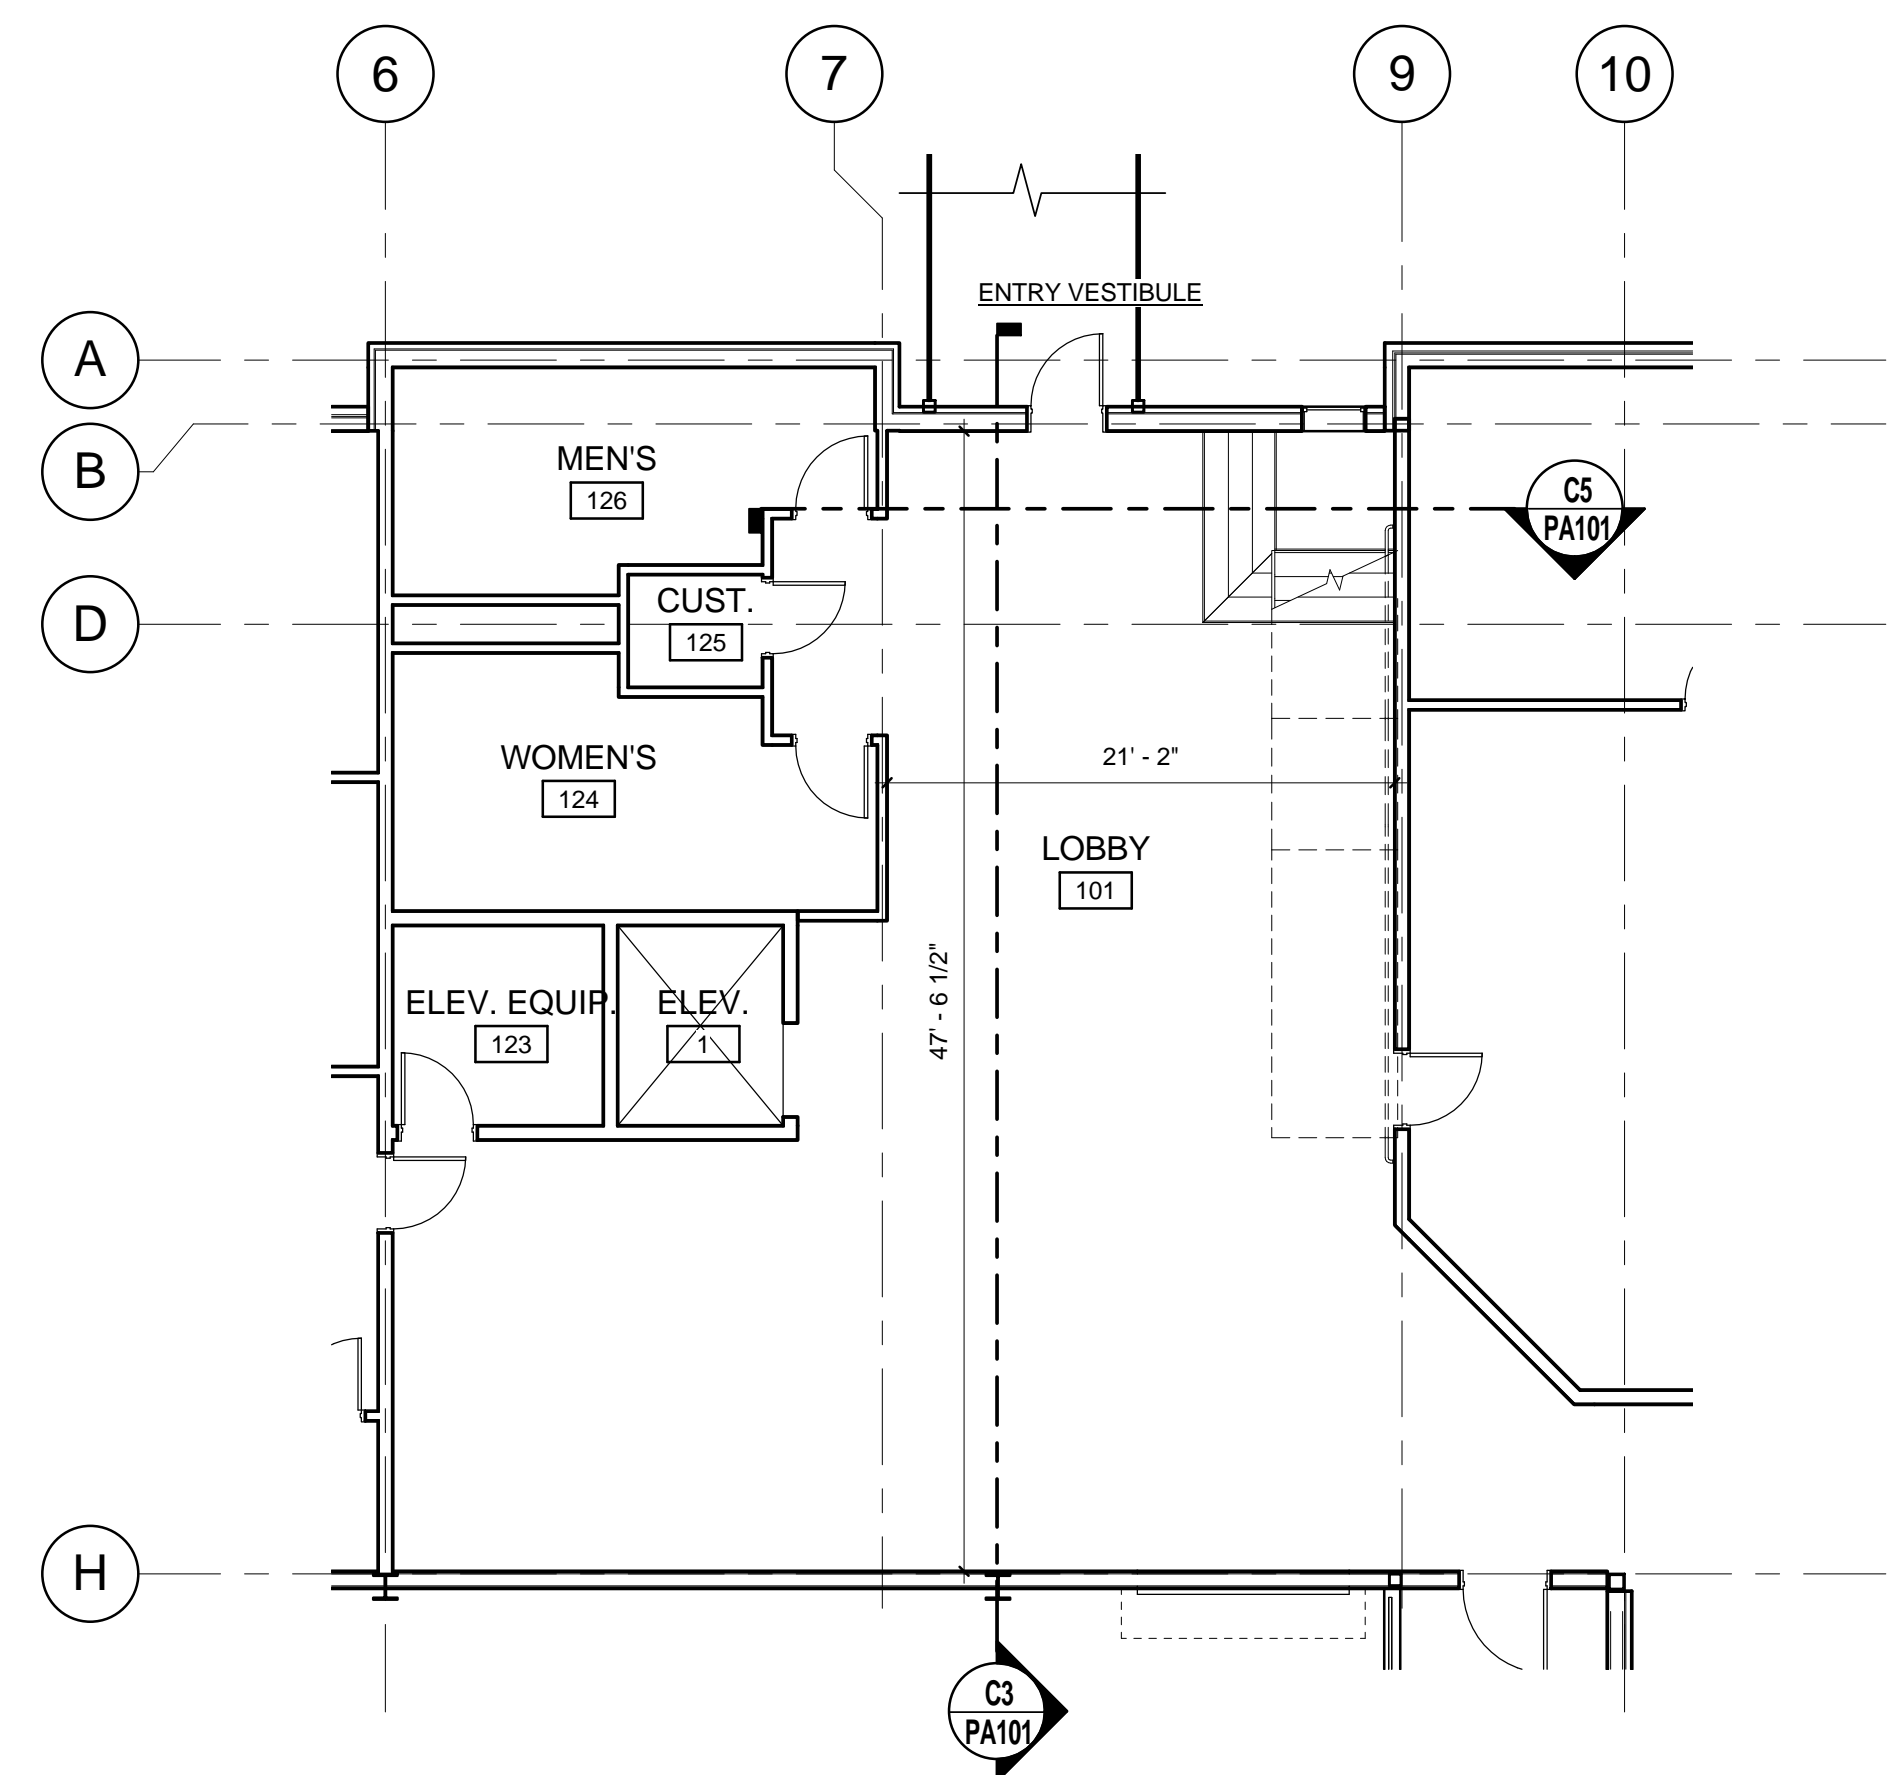 6
7
9
10
ENTRY VESTIBULE
A
B
MEN'S
126
C5
PA101
D
CUST.
125
WOMEN'S
124
21' - 2"
LOBBY
101
47' - 6 1/2"
ELEV. EQUIP.
123
ELEV.
1
H
C3
PA101